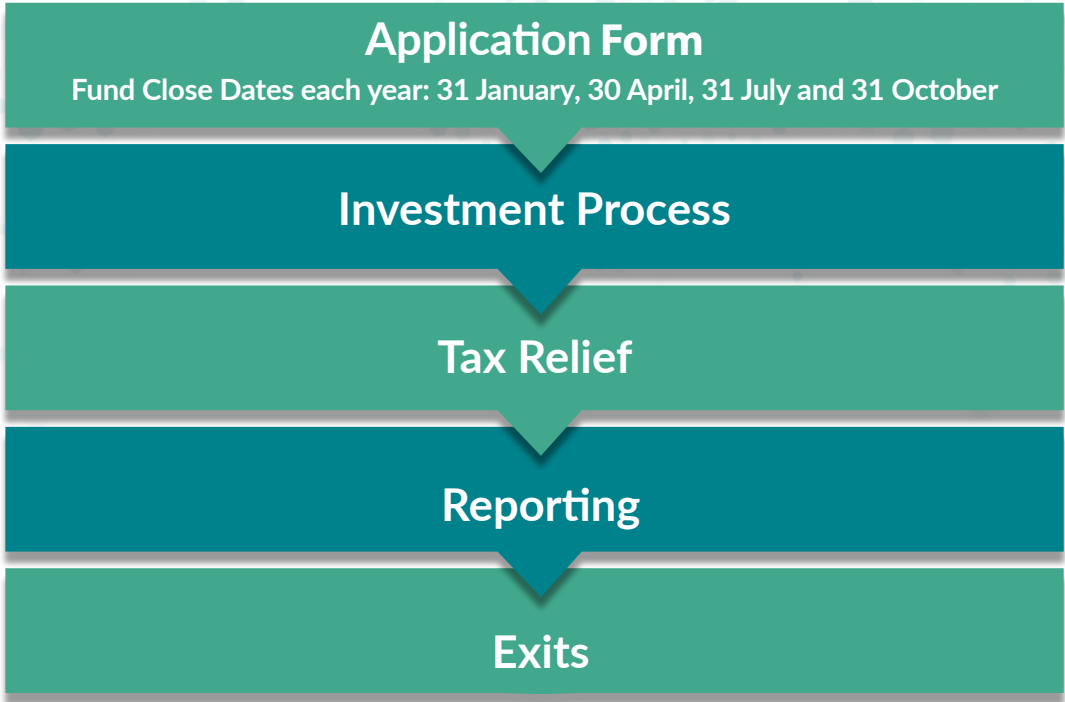 Application Form
Fund Close Dates each year: 31 January, 30 April, 31 July and 31 October
Investment Process
Tax Relief
Reporting
Exits